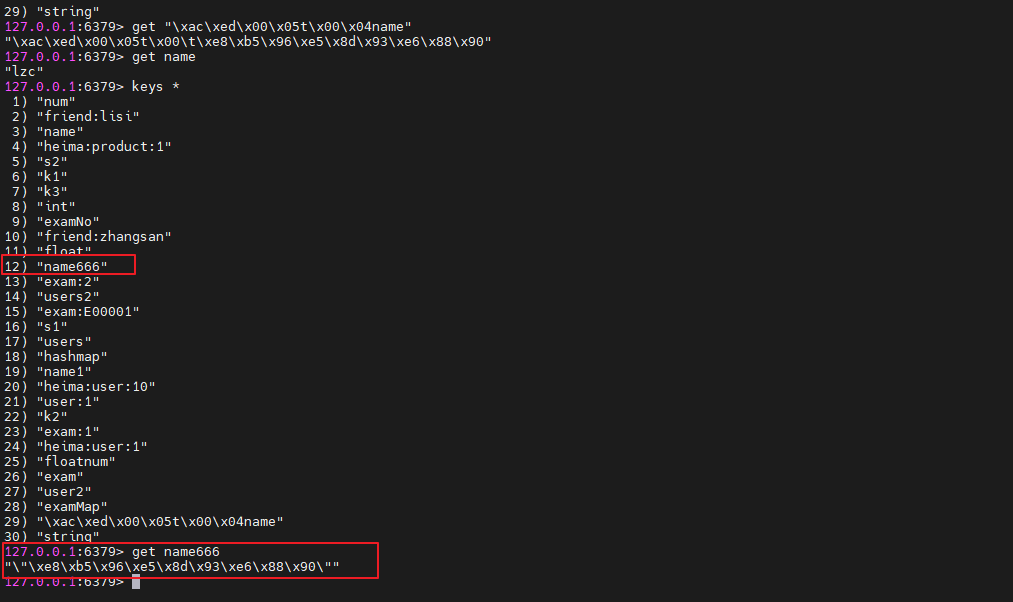 29) "string"
127.0.0.1:6379> get "\xac\xed\x00\x05t\x00\x04name"
"\xac\xed\x00\x05t\x00\t\xe8\xb5\x96\xe5\x8d\x93\xe6\x88\x90"
127.0.0.1:6379> get name
"lzc"
127.0.0.1:6379> keys *
1) "num"
2) "friend:lisi"
3) "name"
4) "heima:product:1"
5) "s2"
6) "k1"
7) "k3"
8) "int"
9) "examNo"
10) "friend:zhangsan"
11) "float"
12) "name666"
13) "exam:2"
14) "users2"
15) "exam:E00001"
16) "s1"
17) "users"
18) "hashmap"
19) "name1"
20) "heima:user:10"
21) "user:1"
22) "k2"
23) "exam:1"
24) "heima:user:1"
25) "floatnum"
26) "exam"
27) "user2"
28) "examMap"
29) "\xac\xed\x00\x05t\x00\x04name"
30) "string"
127.0.0.1:6379> get name666
"\"\xe8\xb5\x96\xe5\x8d\x93\xe6\x88\x90\""
127.0.0.1:6379>